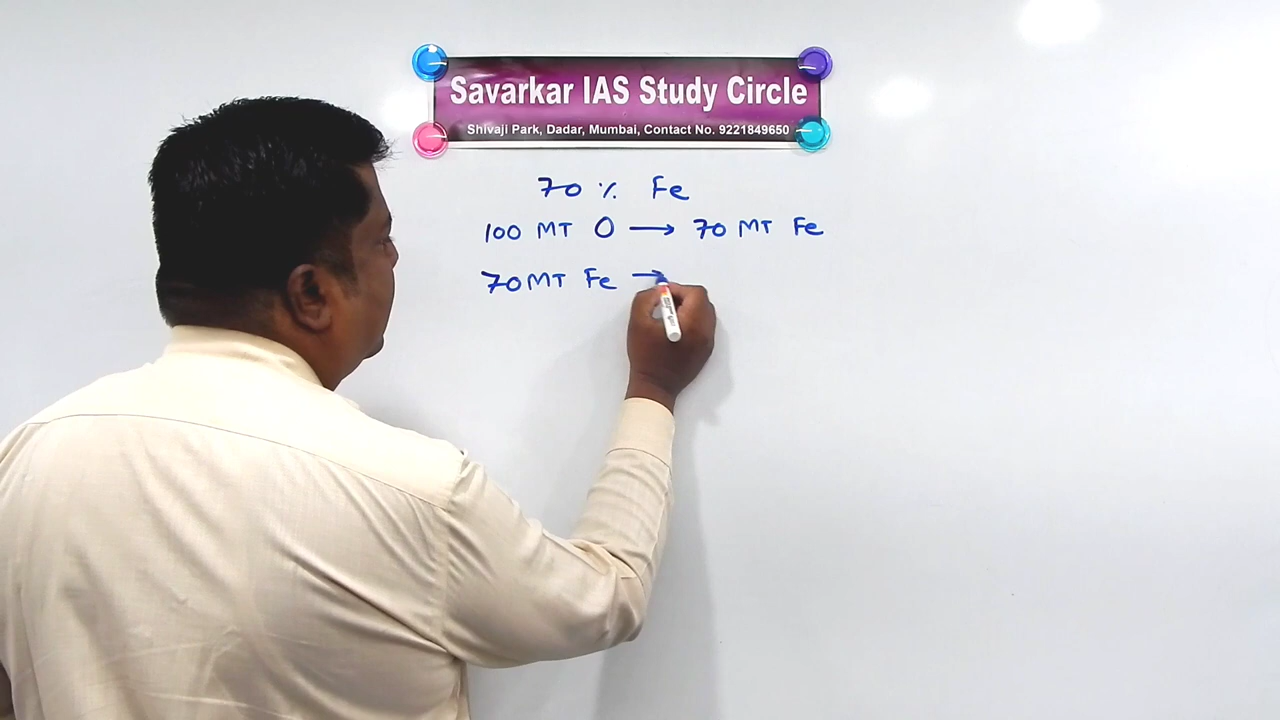 Savarkar IAS Study Circle
Shivaji Park, Dadar, Mumbai, Contact No. 9221849650
70 % Fe
100 MT O → 70 MT Fe
70 MT Fe →